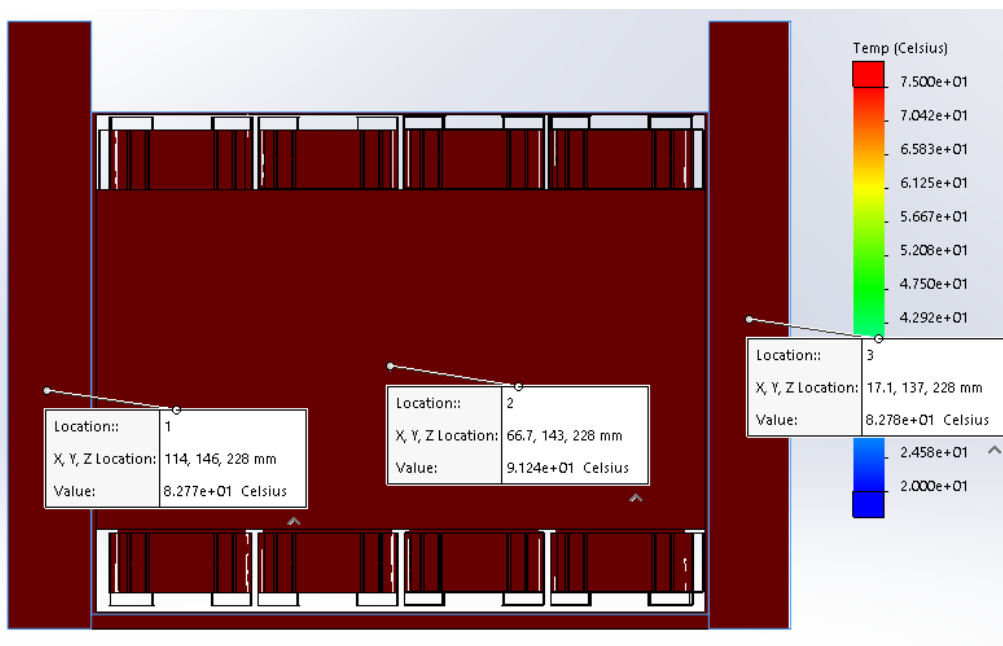 Temp (Celsius)
7.500e+01
7.042e+01
6.583e+01
6.125e+01
5.667e+01
5.208e+01
4.750e+01
4.292e+01
2.458e+01
2.000e+01
Location:: 1
X, Y, Z Location: 114, 146, 228 mm
Value: 8.277e+01 Celsius
Location:: 2
X, Y, Z Location: 66.7, 143, 228 mm
Value: 9.124e+01 Celsius
Location:: 3
X, Y, Z Location: 17.1, 137, 228 mm
Value: 8.278e+01 Celsius